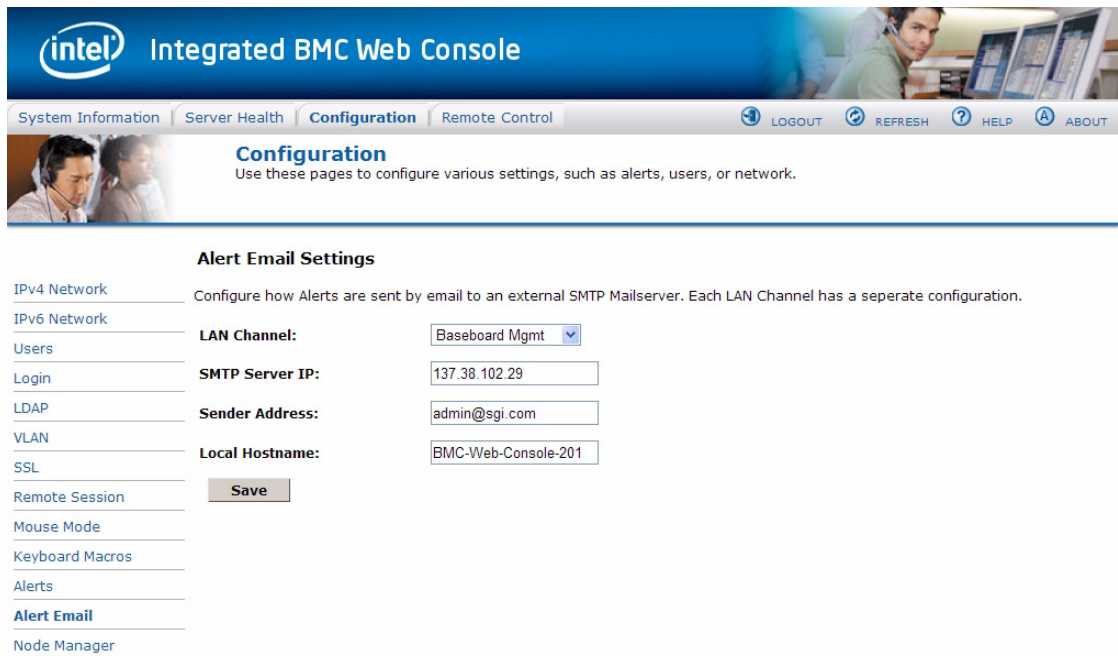 intel Integrated BMC Web Console
System Information Server Health Configuration Remote Control LOGOUT REFRESH ? HELP A ABOUT
Configuration
Use these pages to configure various settings, such as alerts, users, or network.
Alert Email Settings
Configure how Alerts are sent by email to an external SMTP Mailserver. Each LAN Channel has a seperate configuration.
IPv4 Network
IPv6 Network
Users
Login
LDAP
VLAN
SSL
Remote Session
Mouse Mode
Keyboard Macros
Alerts
Alert Email
Node Manager
LAN Channel: Baseboard Mgmt
SMTP Server IP: 137.38.102.29
Sender Address: admin@sgi.com
Local Hostname: BMC-Web-Console-201
Save